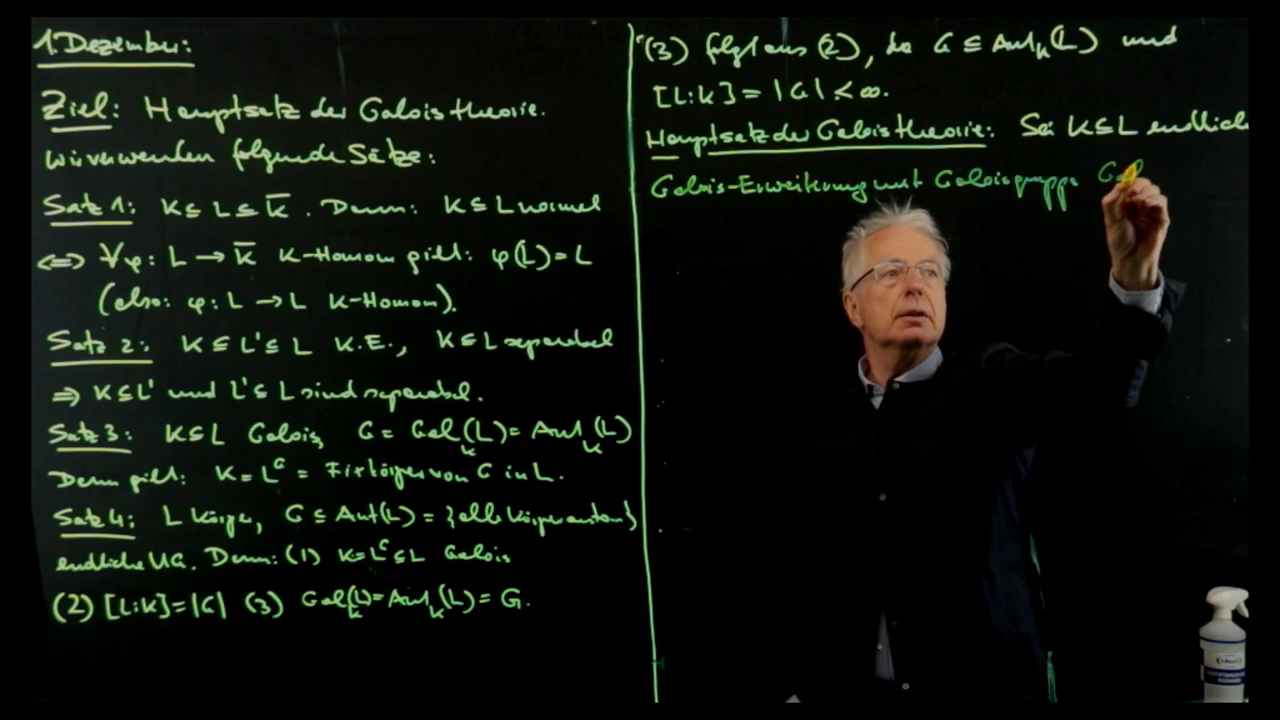 1. Dezember:
Ziel: Hauptsatz der Galoistheorie.
Wir verwenden folgende Sätze:
Satz 1: K ⊆ L ⊆ K̅. Dann: K ⊆ L normal
⟺ ∀φ: L → K̅ K-Homom gilt: φ(L) = L
(also: φ: L → L K-Homom).
Satz 2: K ⊆ L' ⊆ L K.E., K ⊆ L separabel
⇒ K ⊆ L' und L' ⊆ L sind separabel.
Satz 3: K ⊆ L Galois, G = Gal_K(L) = Aut_K(L)
Dann gilt: K = L^G = Fixkörper von G in L.
Satz 4: L Körper, G ⊆ Aut(L) = {alle Körperautom}
endliche UG. Dann: (1) K = L^G ⊆ L Galois
(2) [L:K] = |G| (3) Gal_K(L) = Aut_K(L) = G.
(3) folgt aus (2), da G ⊆ Aut_K(L) und
[L:K] = |G| < ∞.
Hauptsatz der Galoistheorie: Sei K ⊆ L endliche
Galois-Erweiterung mit Galoisgruppe Gal